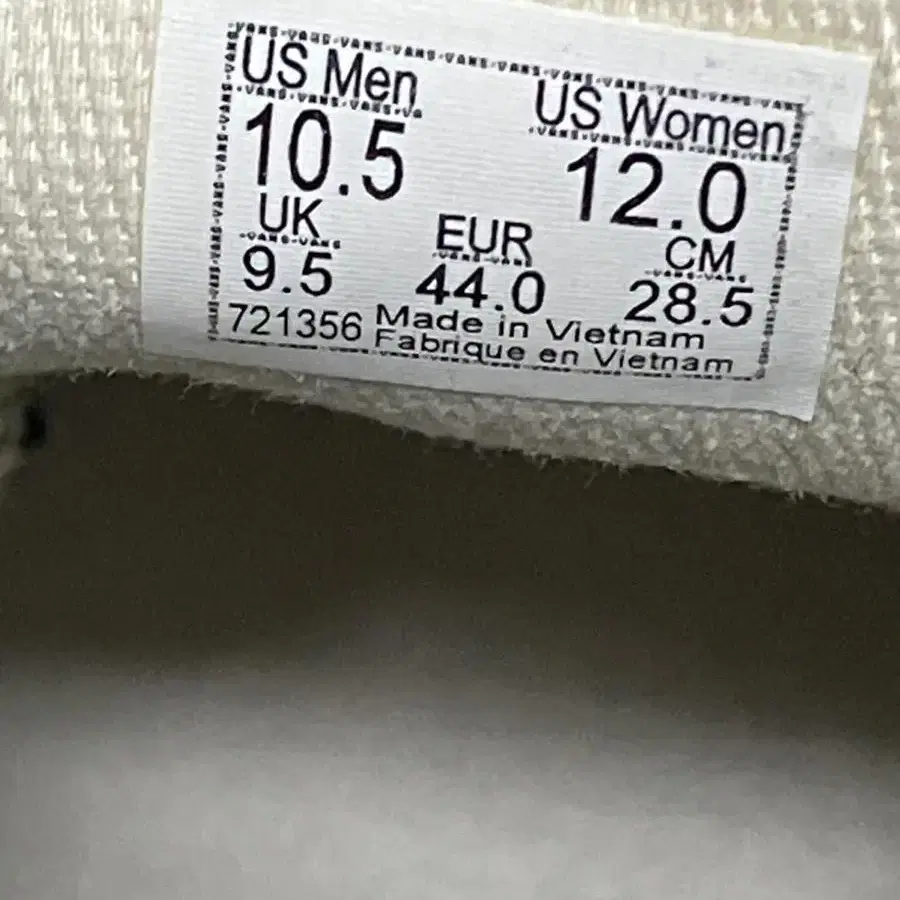 US Men US Women
10.5 12.0
UK EUR CM
9.5 44.0 28.5
721356 Made in Vietnam
Fabrique en Vietnam